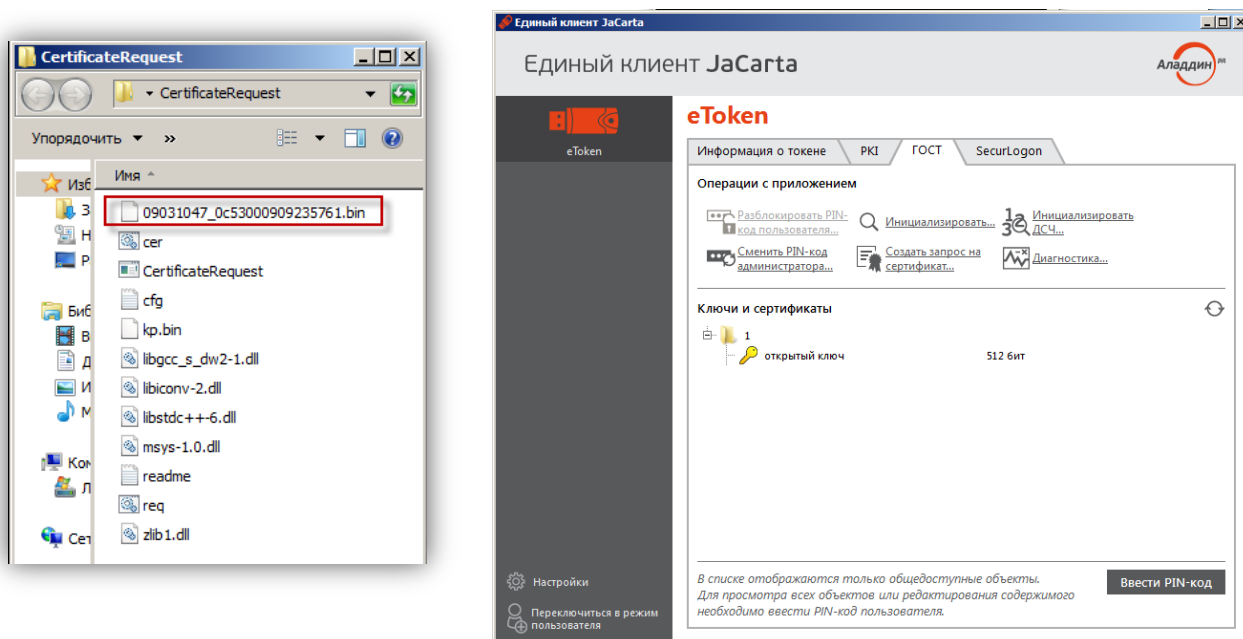 CertificateRequest
CertificateRequest
Упорядочить
»
Имя
Изб
З
Н
Р
Биб
В
Д
И
М
Ком
Л
Сет
09031047_0c53000909235761.bin
cer
CertificateRequest
cfg
kp.bin
libgcc_s_dw2-1.dll
libiconv-2.dll
libstdc++-6.dll
msys-1.0.dll
readme
req
zlib1.dll
Единый клиент JaCarta
Единый клиент JaCarta
Аладдин
eToken
eToken
Информация о токене PKI ГОСТ SecurLogon
Операции с приложением
Разблокировать PIN-
код пользователя...
Инициализировать...
Инициализировать
ДСЧ...
Сменить PIN-код
администратора...
Создать запрос на
сертификат...
Диагностика...
Ключи и сертификаты
1
открытый ключ 512 бит
В списке отображаются только общедоступные объекты.
Для просмотра всех объектов или редактирования содержимого
необходимо ввести PIN-код пользователя.
Ввести PIN-код
Настройки
Переключиться в режим
пользователя